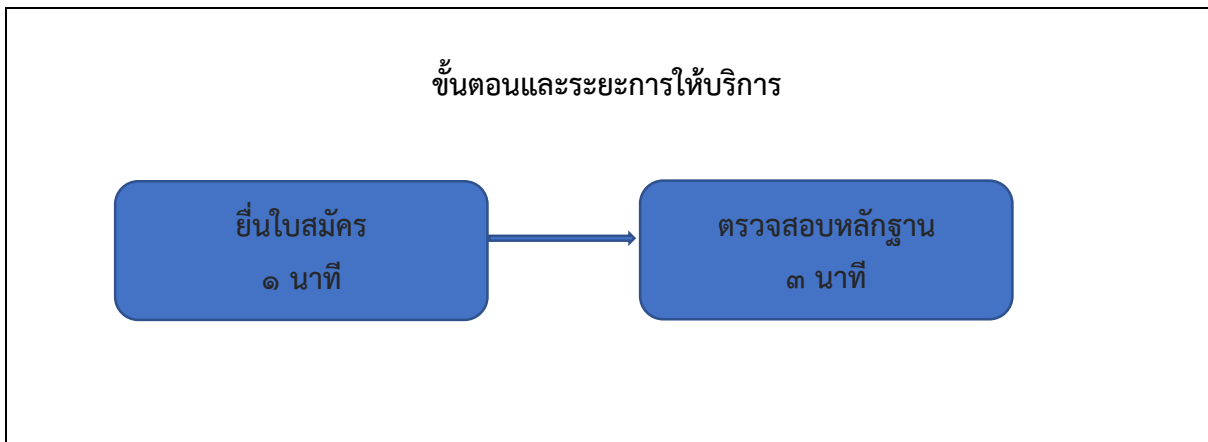 ขั้นตอนและระยะการให้บริการ
ยื่นใบสมัคร
๑ นาที
ตรวจสอบหลักฐาน
๓ นาที